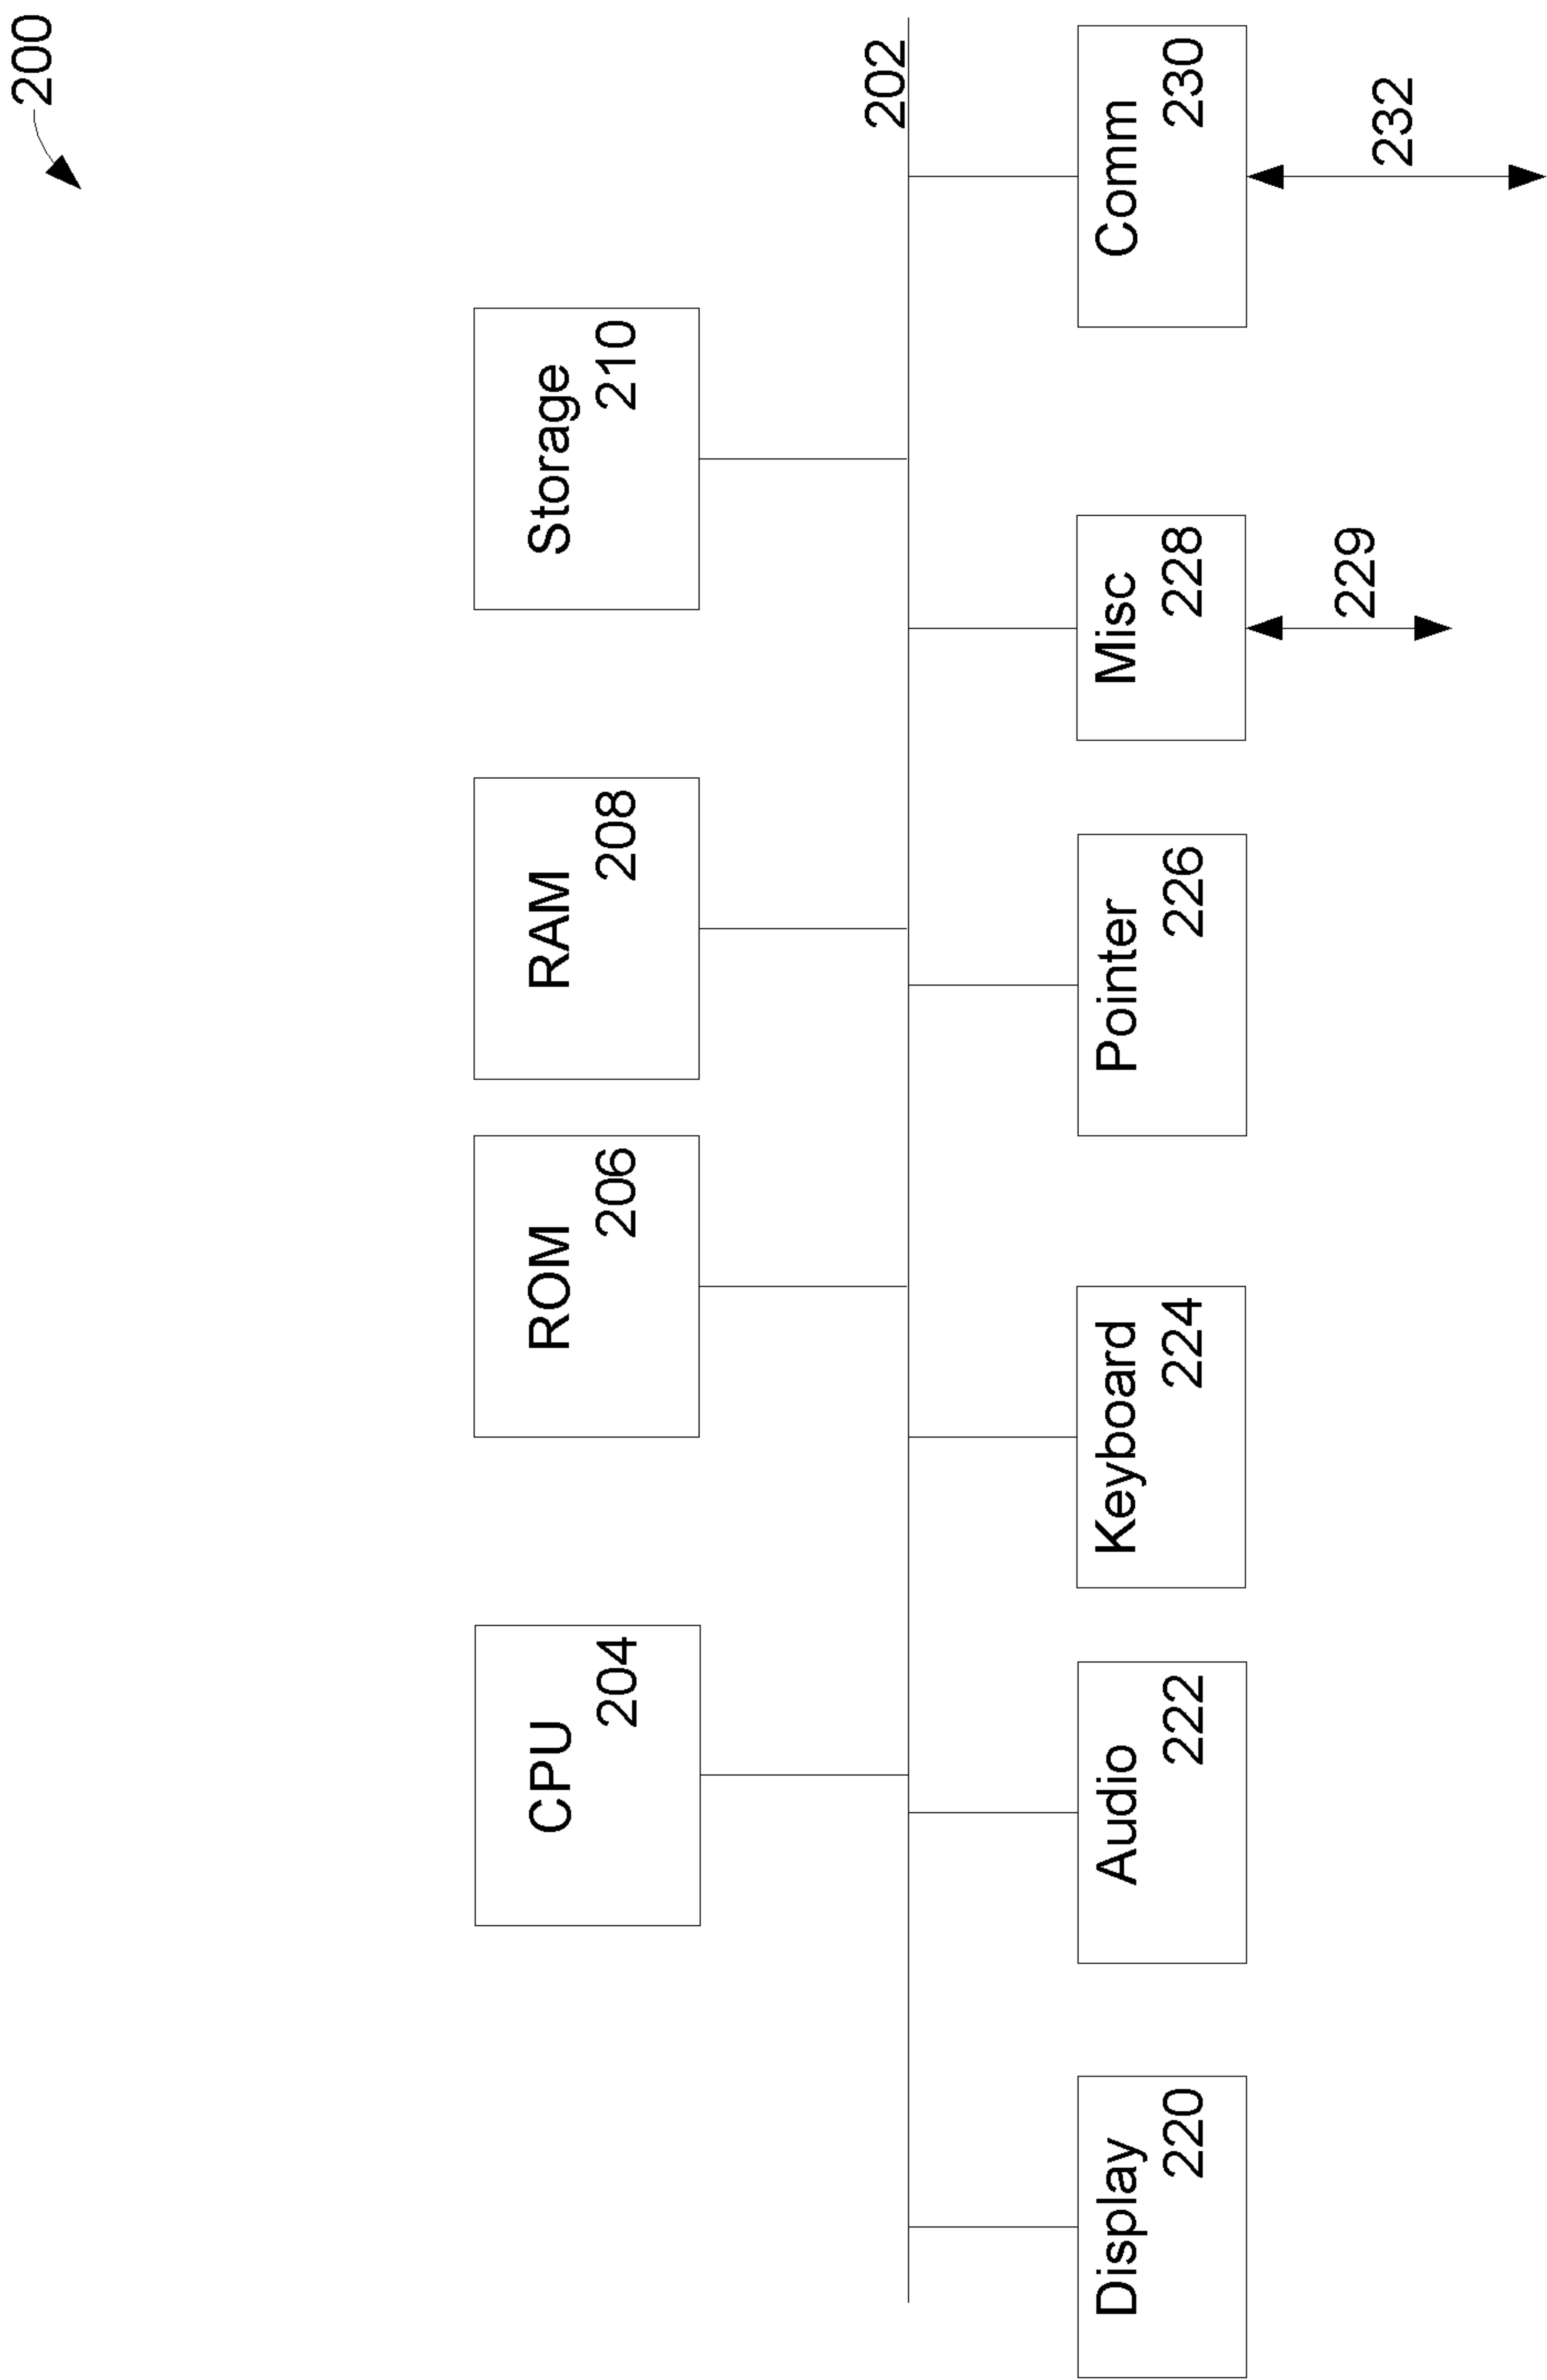 200
CPU
204
ROM
206
RAM
208
Storage
210
202
Display
220
Audio
222
Keyboard
224
Pointer
226
Misc
228
Comm
230
229
232